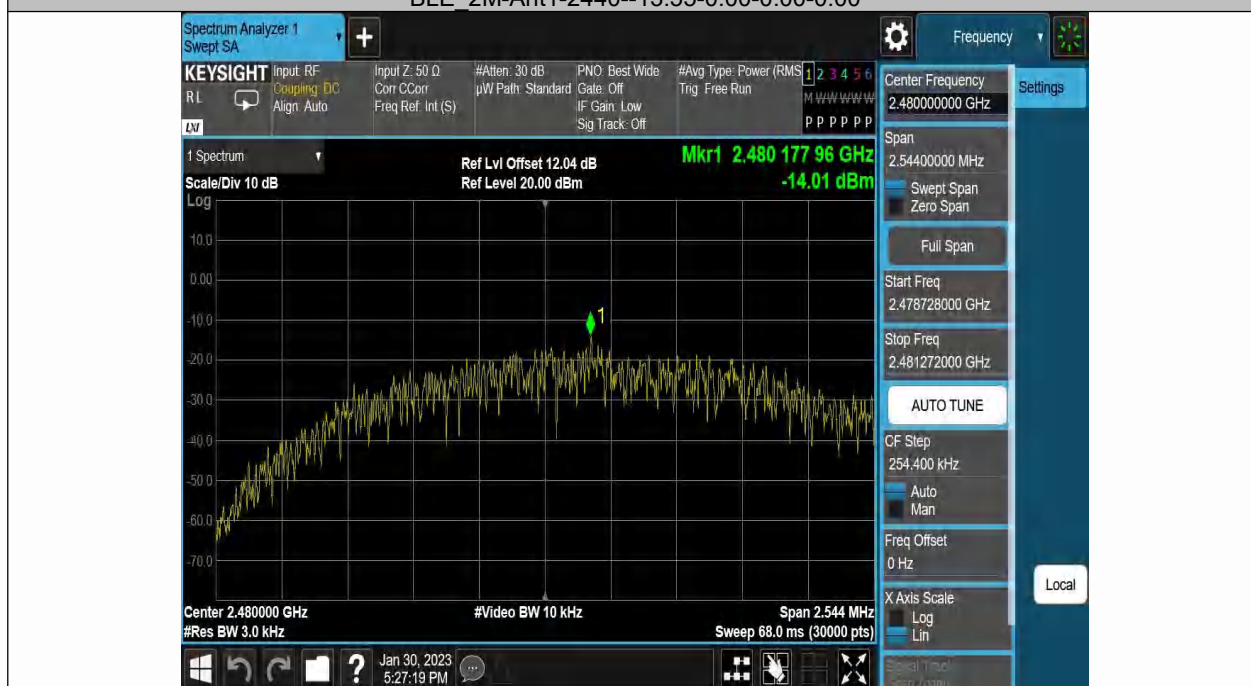 Spectrum Analyzer 1
Swept SA
+
Frequency
KEYSIGHT
RL
LXI
Input: RF
Coupling: DC
Align: Auto
Input Z: 50 Ω
Corr CCorr
Freq Ref: Int (S)
#Atten: 30 dB
µW Path: Standard
PNO: Best Wide
Gate: Off
IF Gain: Low
Sig Track: Off
#Avg Type: Power (RMS
Trig: Free Run
1 2 3 4 5 6
M W W W W W
P P P P P P
Center Frequency
2.480000000 GHz
Settings
Span
2.54400000 MHz
Swept Span
Zero Span
Full Span
Start Freq
2.478728000 GHz
Stop Freq
2.481272000 GHz
AUTO TUNE
CF Step
254.400 kHz
Auto
Man
Freq Offset
0 Hz
X Axis Scale
Log
Lin
Local
1 Spectrum
Scale/Div 10 dB
Log
Ref Lvl Offset 12.04 dB
Ref Level 20.00 dBm
Mkr1 2.480 177 96 GHz
-14.01 dBm
1
10.0
0.00
-10.0
-20.0
-30.0
-40.0
-50.0
-60.0
-70.0
Center 2.480000 GHz
#Res BW 3.0 kHz
#Video BW 10 kHz
Span 2.544 MHz
Sweep 68.0 ms (30000 pts)
?
Jan 30, 2023
5:27:19 PM